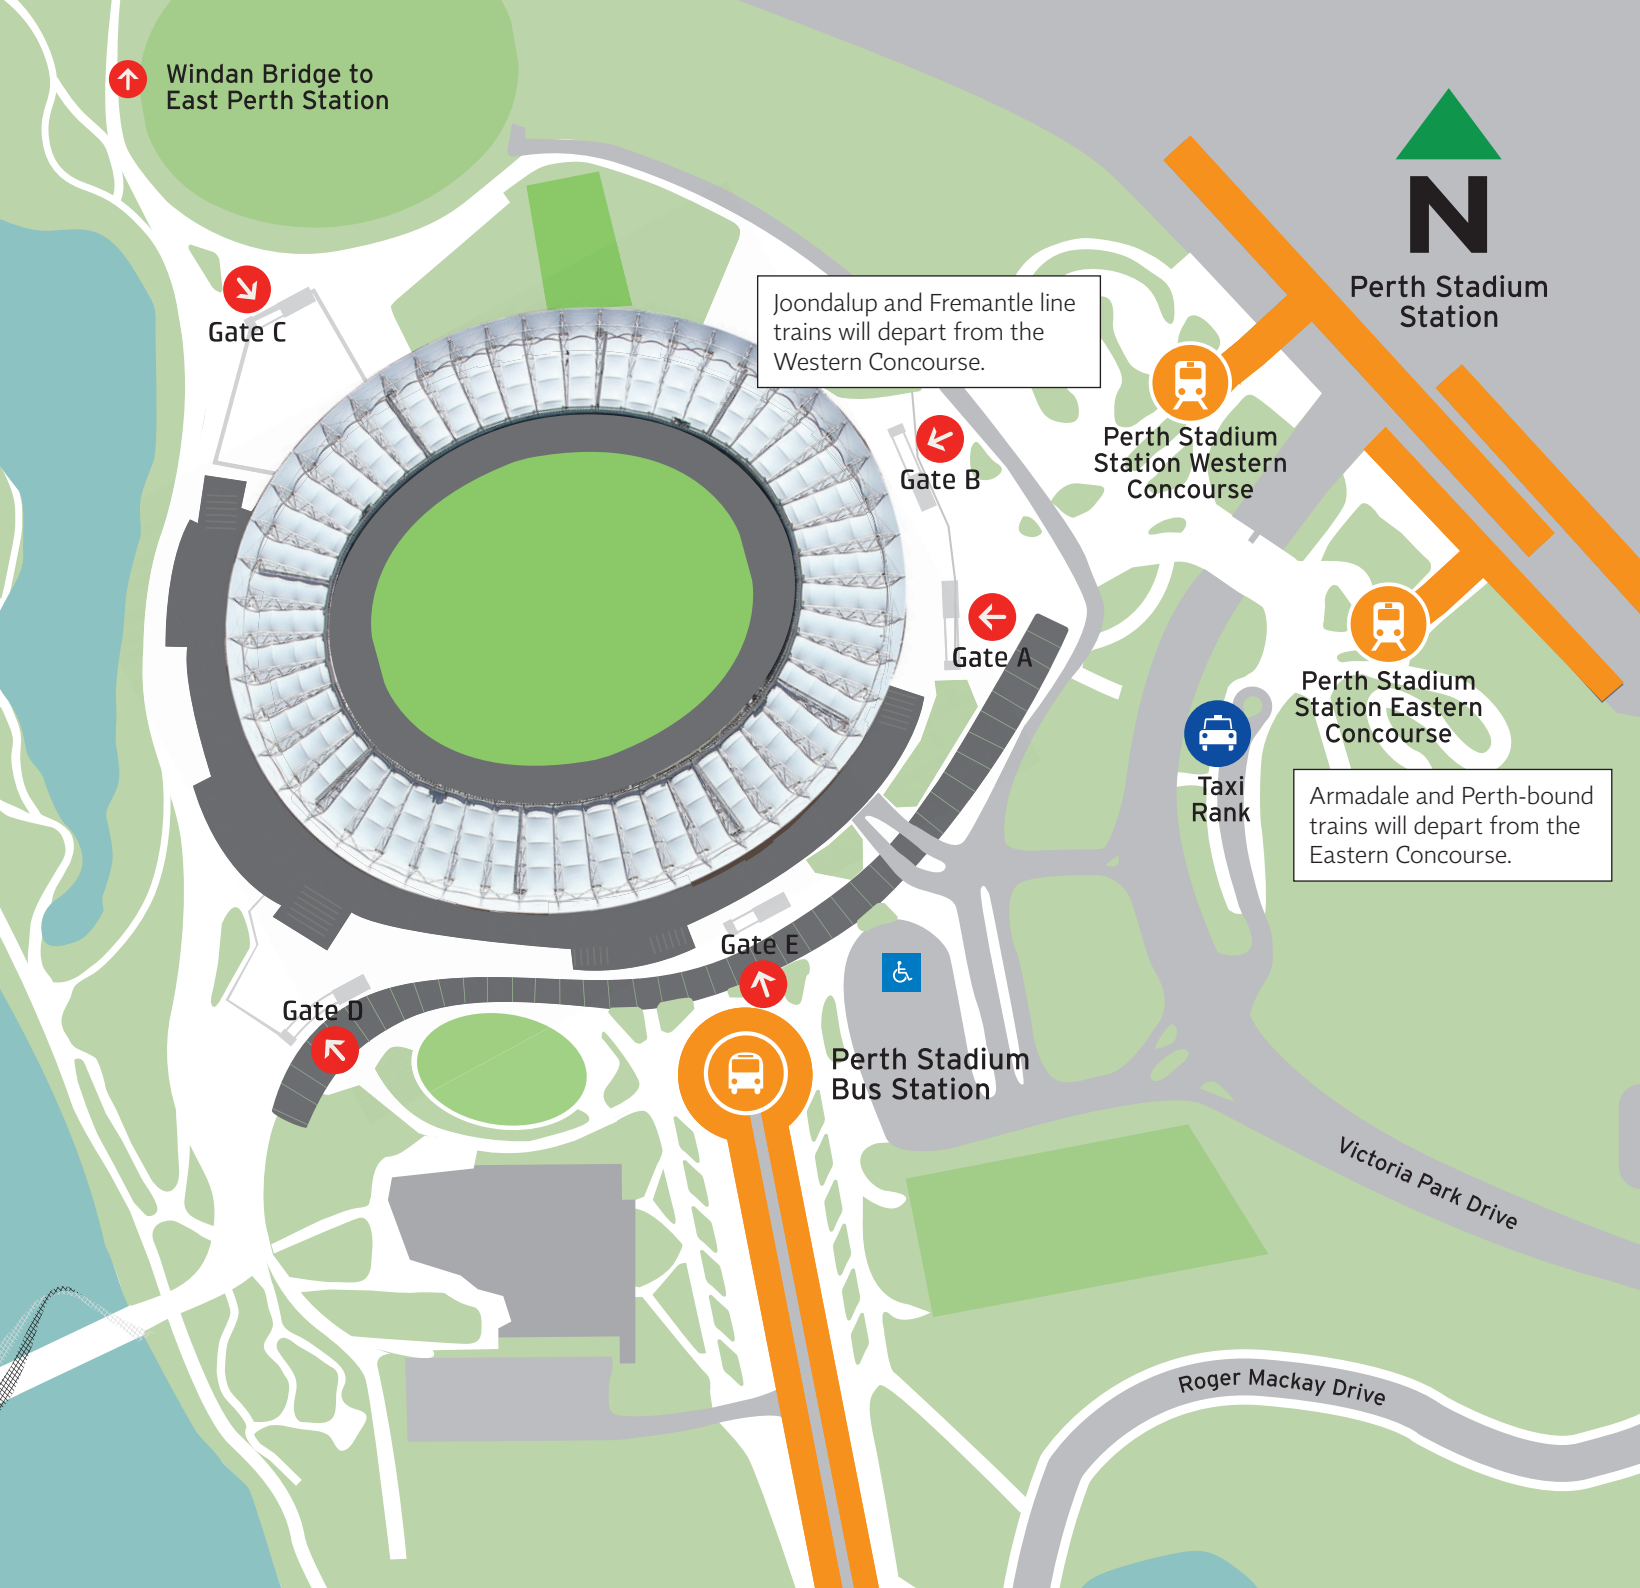 Windan Bridge to
East Perth Station
N
Perth Stadium
Station
Gate C
Joondalup and Fremantle line
trains will depart from the
Western Concourse.
Perth Stadium
Station Western
Concourse
Gate B
Gate A
Perth Stadium
Station Eastern
Concourse
Taxi
Rank
Armadale and Perth-bound
trains will depart from the
Eastern Concourse.
Gate E
Gate D
Perth Stadium
Bus Station
Victoria Park Drive
Roger Mackay Drive